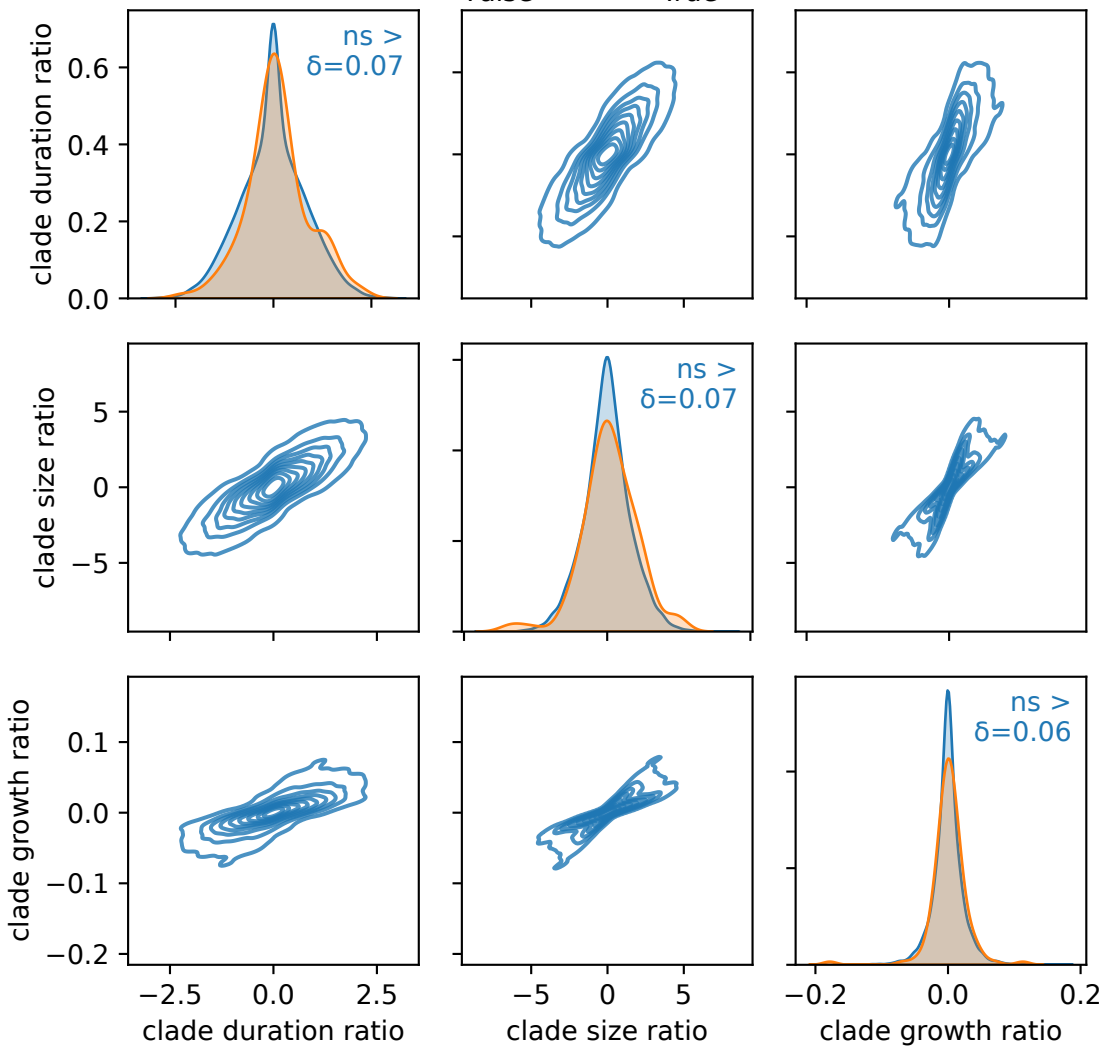 clade duration ratio
0.6
0.4
0.2
0.0
ns >
δ=0.07
clade size ratio
5
0
−5
ns >
δ=0.07
clade growth ratio
0.1
0.0
−0.1
−0.2
ns >
δ=0.06
−2.5 0.0 2.5
−5 0 5
−0.2 0.0 0.2
clade duration ratio
clade size ratio
clade growth ratio